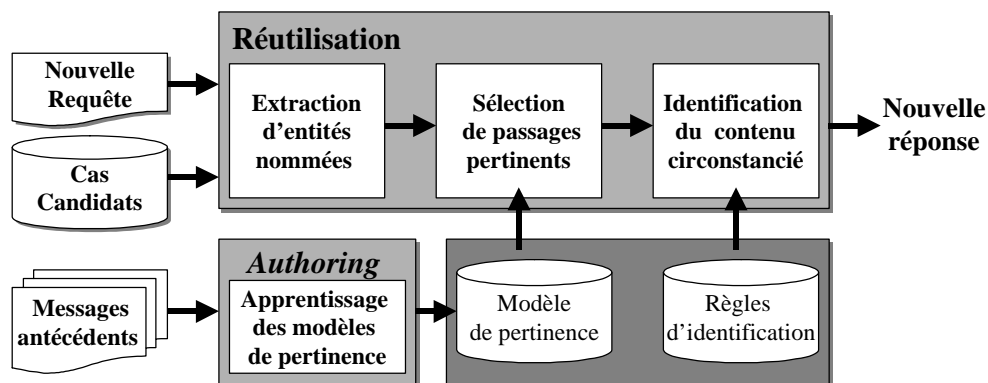 Réutilisation
Nouvelle
Requête
Cas
Candidats
Extraction
d'entités
nommées
Sélection
de passages
pertinents
Identification
du contenu
circonstancié
Nouvelle
réponse
Messages
antécédents
Authoring
Apprentissage
des modèles
de pertinence
Modèle
de pertinence
Règles
d'identification